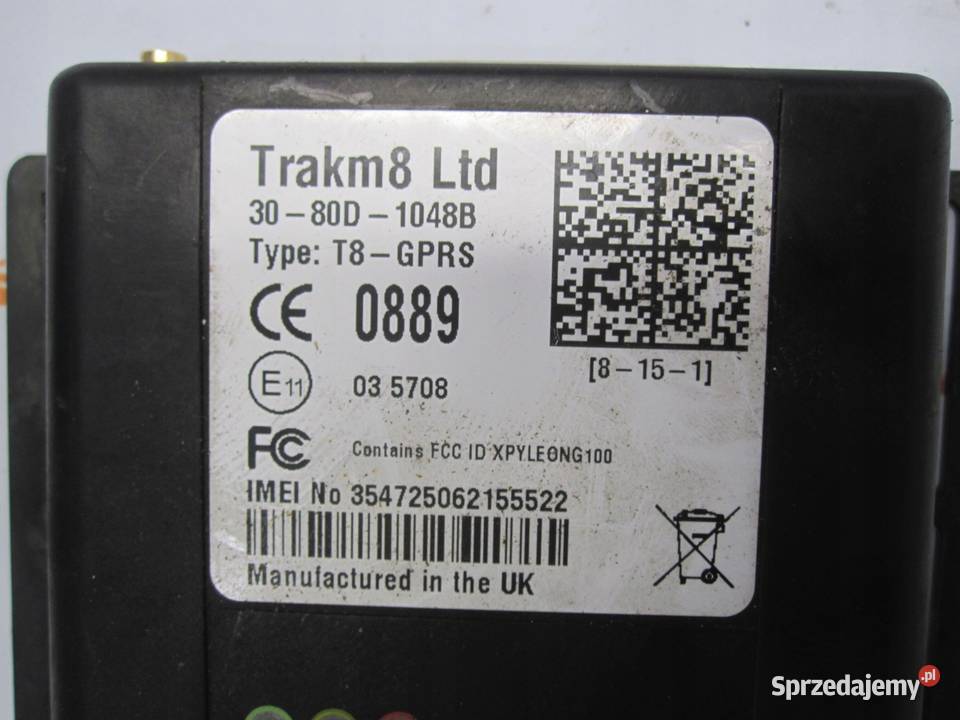 Trakm8 Ltd
30-80D-1048B
Type: T8-GPRS
CE 0889
[8-15-1]
E11 03 5708
FC Contains FCC ID XPYLEONG100
IMEI No 354725062155522
Manufactured in the UK
Sprzedajemy.pl